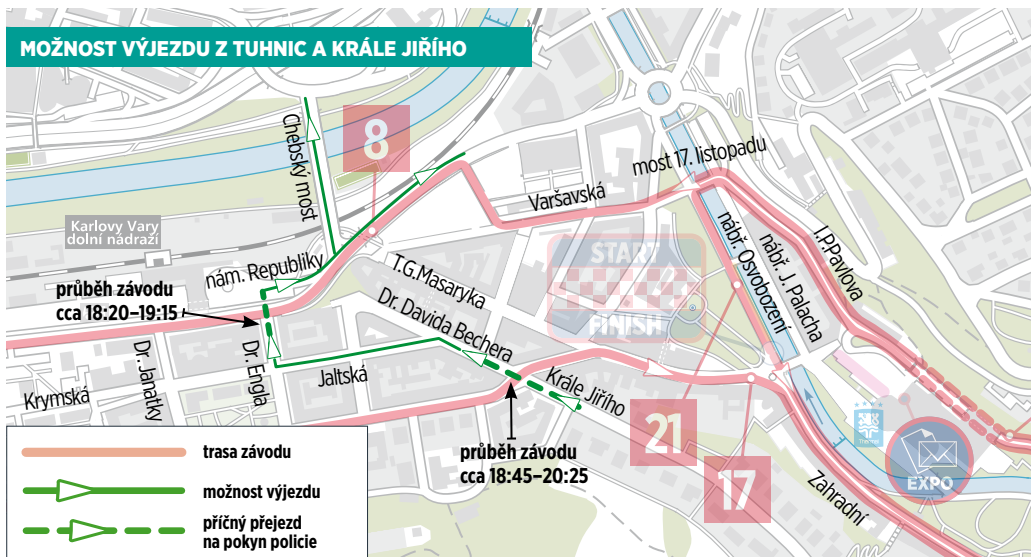 MOŽNOST VÝJEZDU Z TUHNIC A KRÁLE JIŘÍHO
Chebský most
8
most 17. listopadu
Varšavská
Karlovy Vary
dolní nádraží
nám. Republiky
T.G.Masaryka
START
FINISH
nábř. Osvobození
nábř. J. Palacha
I.P.Pavlova
průběh závodu
cca 18:20–19:15
Dr. Davida Bechera
Dr. Janatky
Dr. Engla
Jaltská
Krále Jiřího
Krymská
21
17
Thermal
EXPO
Zahradní
průběh závodu
cca 18:45–20:25
trasa závodu
možnost výjezdu
příčný přejezd
na pokyn policie